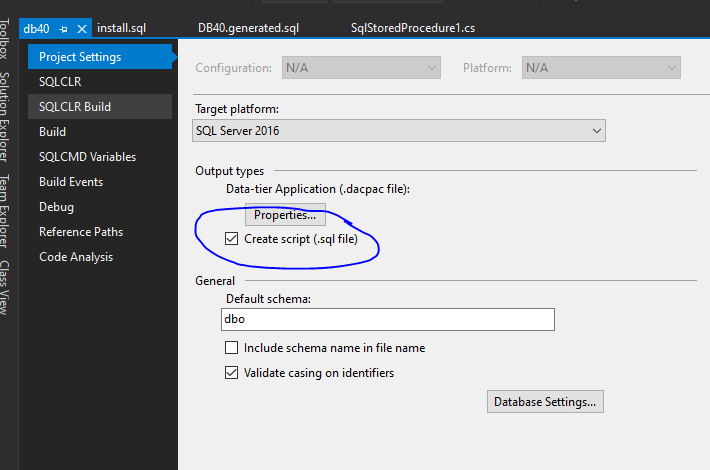 db40
install.sql
DB40.generated.sql
SqlStoredProcedure1.cs
Toolbox
Solution Explorer
Team Explorer
Class View
Project Settings
SQLCLR
SQLCLR Build
Build
SQLCMD Variables
Build Events
Debug
Reference Paths
Code Analysis
Configuration: N/A
Platform: N/A
Target platform:
SQL Server 2016
Output types
Data-tier Application (.dacpac file):
Properties...
Create script (.sql file)
General
Default schema:
dbo
Include schema name in file name
Validate casing on identifiers
Database Settings...